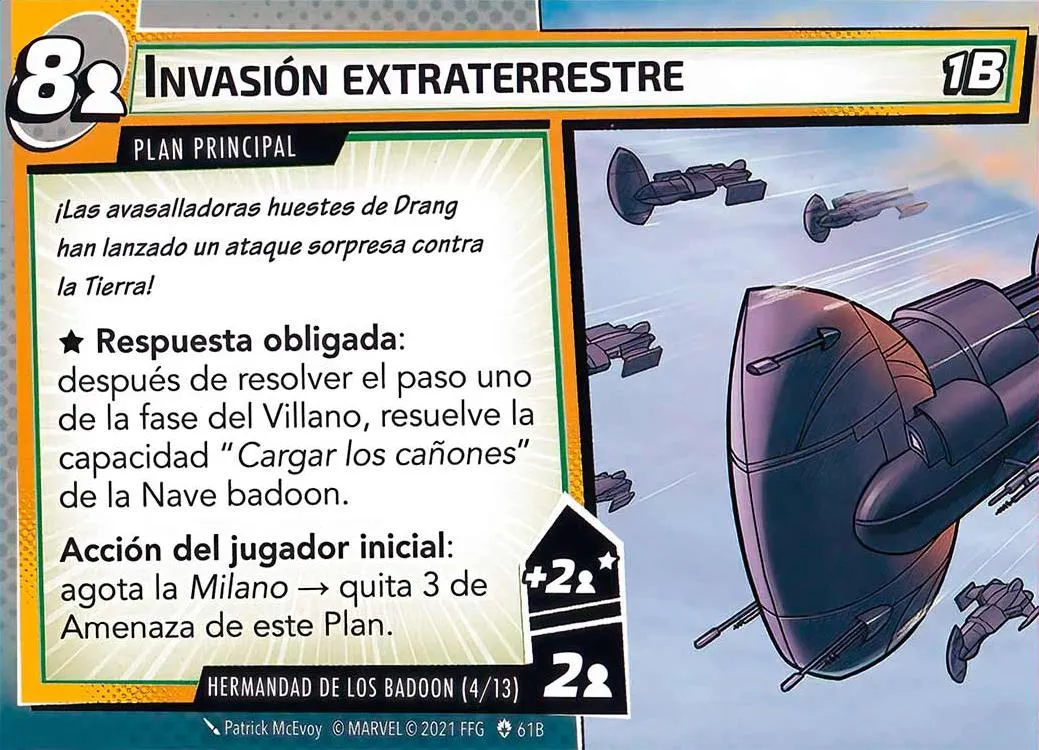 8
INVASIÓN EXTRATERRESTRE
1B
PLAN PRINCIPAL
¡Las avasalladoras huestes de Drang
han lanzado un ataque sorpresa contra
la Tierra!
★ Respuesta obligada:
después de resolver el paso uno
de la fase del Villano, resuelve la
capacidad "Cargar los cañones"
de la Nave badoon.
Acción del jugador inicial:
agota la Milano → quita 3 de
Amenaza de este Plan.
+2★
2
HERMANDAD DE LOS BADOON (4/13)
Patrick McEvoy © MARVEL © 2021 FFG 61B